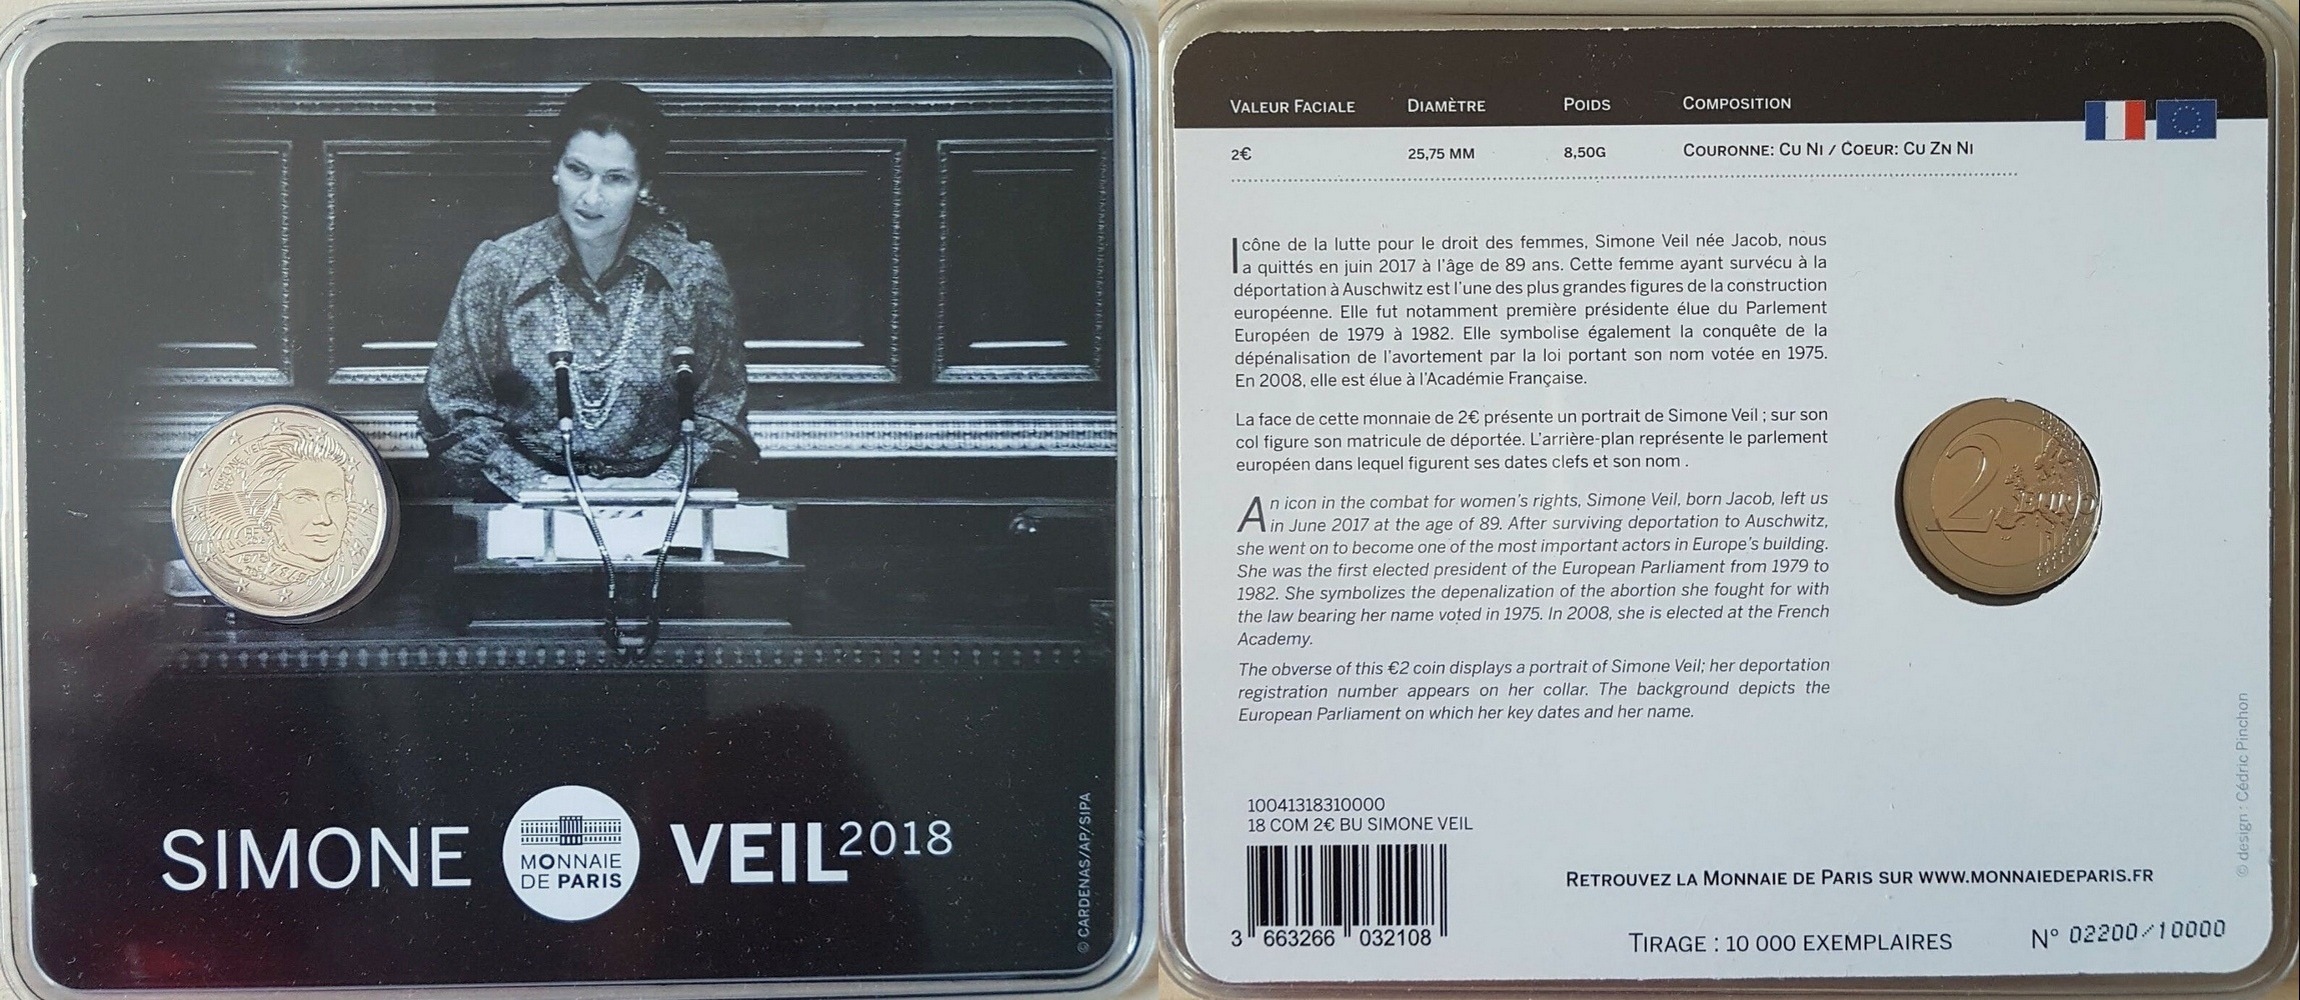 SIMONE VEIL
SIMONE
MONNAIE
DE PARIS
VEIL 2018
© CARDENAS/AP/SIPA
VALEUR FACIALE DIAMÈTRE POIDS COMPOSITION
2€ 25,75 MM 8,50G COURONNE: CU NI / COEUR: CU ZN NI
Icône de la lutte pour le droit des femmes, Simone Veil née Jacob, nous
a quittés en juin 2017 à l'âge de 89 ans. Cette femme ayant survécu à la
déportation à Auschwitz est l'une des plus grandes figures de la construction
européenne. Elle fut notamment première présidente élue du Parlement
Européen de 1979 à 1982. Elle symbolise également la conquête de la
dépénalisation de l'avortement par la loi portant son nom votée en 1975.
En 2008, elle est élue à l'Académie Française.
La face de cette monnaie de 2€ présente un portrait de Simone Veil ; sur son
col figure son matricule de déportée. L'arrière-plan représente le parlement
européen dans lequel figurent ses dates clefs et son nom .
An icon in the combat for women's rights, Simone Veil, born Jacob, left us
in June 2017 at the age of 89. After surviving deportation to Auschwitz,
she went on to become one of the most important actors in Europe's building.
She was the first elected president of the European Parliament from 1979 to
1982. She symbolizes the depenalization of the abortion she fought for with
the law bearing her name voted in 1975. In 2008, she is elected at the French
Academy.
The obverse of this €2 coin displays a portrait of Simone Veil; her deportation
registration number appears on her collar. The background depicts the
European Parliament on which her key dates and her name.
2 EURO
10041318310000
18 COM 2€ BU SIMONE VEIL
3 663266 032108
RETROUVEZ LA MONNAIE DE PARIS SUR WWW.MONNAIEDEPARIS.FR
TIRAGE : 10 000 EXEMPLAIRES
N° 02200/10000
© design : Cédric Pinchon